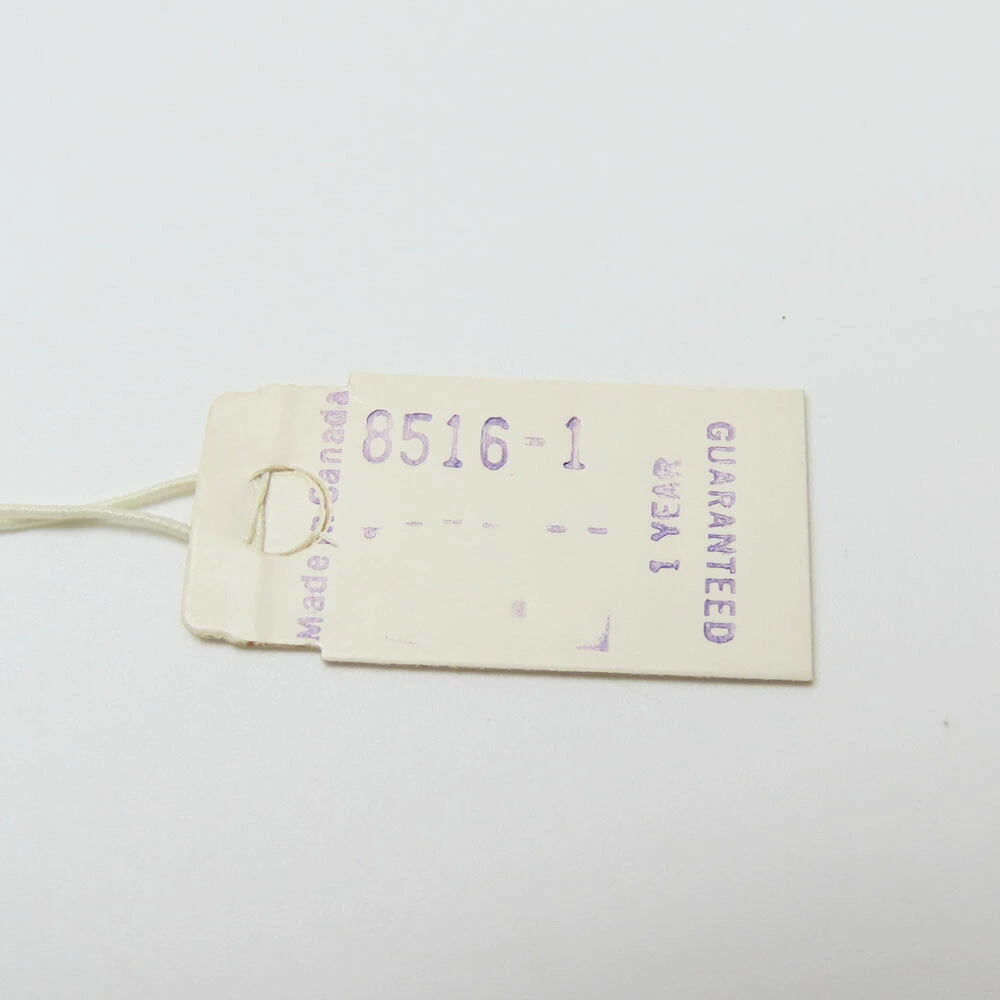 Made in Canada
8516-1
1 YEAR
GUARANTEED